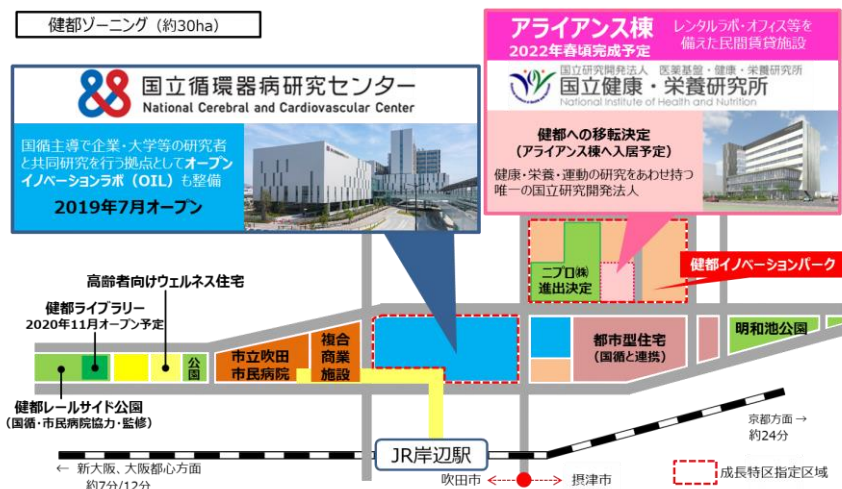 健都ゾーニング（約30ha）
国立循環器病研究センター
National Cerebral and Cardiovascular Center
国循主導で企業・大学等の研究者
と共同研究を行う拠点としてオープン
イノベーションラボ（OIL）も整備
2019年7月オープン
アライアンス棟
2022年春頃完成予定
レンタルラボ・オフィス等を
備えた民間賃貸施設
国立研究開発法人 医薬基盤・健康・栄養研究所
国立健康・栄養研究所
National Institute of Health and Nutrition
健都への移転決定
（アライアンス棟へ入居予定）
健康・栄養・運動の研究をあわせ持つ
唯一の国立研究開発法人
ニプロ㈱
進出決定
健都イノベーションパーク
高齢者向けウェルネス住宅
健都ライブラリー
2020年11月オープン予定
公園
市立吹田
市民病院
複合
商業
施設
都市型住宅
（国循と連携）
明和池公園
健都レールサイド公園
（国循・市民病院協力・監修）
京都方面 →
約24分
JR岸辺駅
← 新大阪、大阪都心方面
約7分/12分
吹田市
摂津市
成長特区指定区域